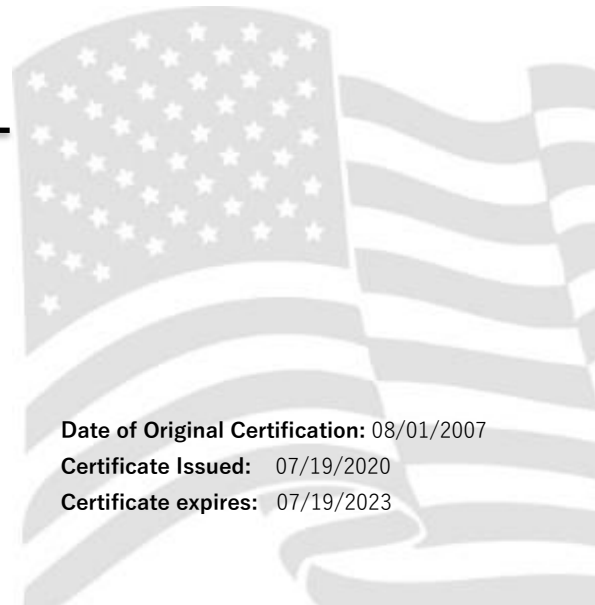 Date of Original Certification: 08/01/2007
Certificate Issued: 07/19/2020
Certificate expires: 07/19/2023